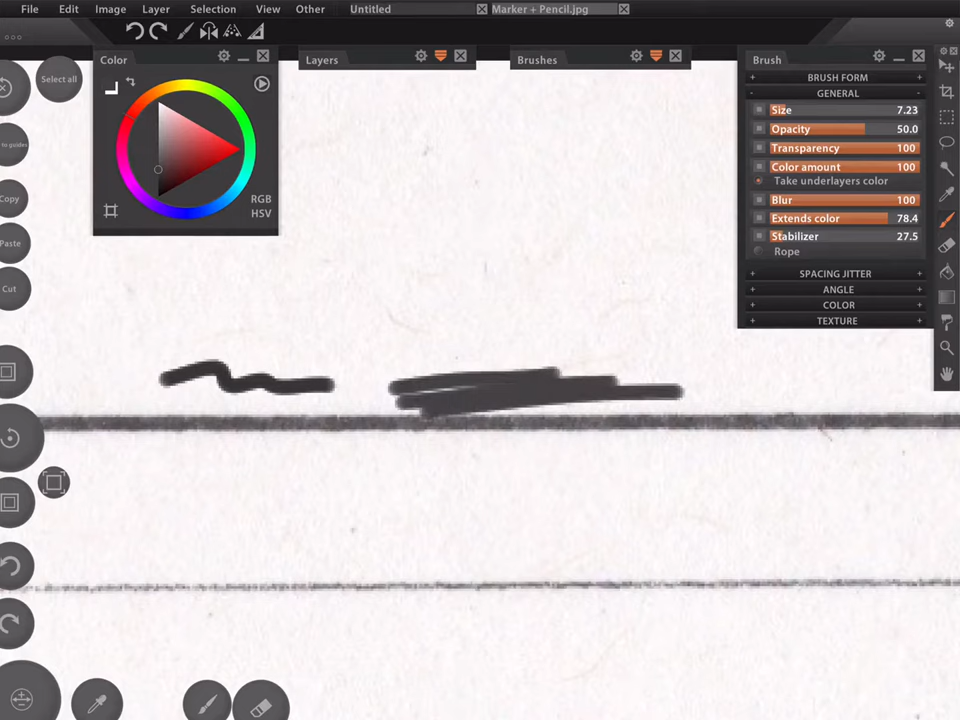 File Edit Image Layer Selection View Other Untitled Marker + Pencil.jpg
Select all
to guides
Copy
Paste
Cut
Color
RGB
HSV
Layers
Brushes
Brush
+ BRUSH FORM +
- GENERAL -
Size 7.23
Opacity 50.0
Transparency 100
Color amount 100
Take underlayers color
Blur 100
Extends color 78.4
Stabilizer 27.5
Rope
+ SPACING JITTER +
+ ANGLE +
+ COLOR +
+ TEXTURE +